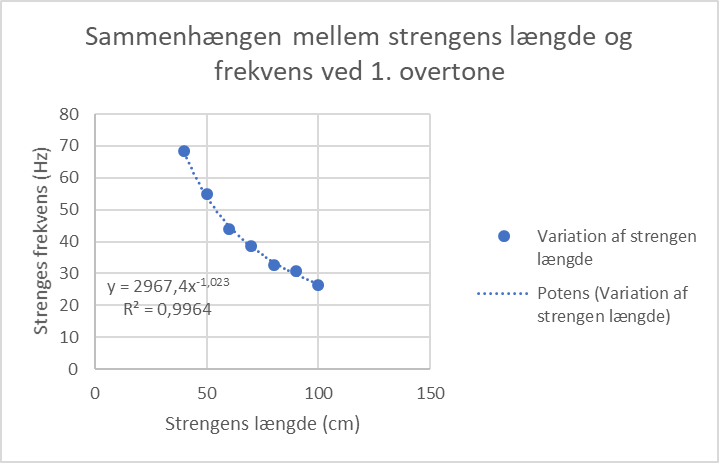 Sammenhængen mellem strengens længde og
frekvens ved 1. overtone
Strenges frekvens (Hz)
80
70
60
50
40
30
20
10
0
y = 2967,4x^-1,023
R² = 0,9964
0 50 100 150
Strengens længde (cm)
Variation af strengen
længde
Potens (Variation af
strengen længde)